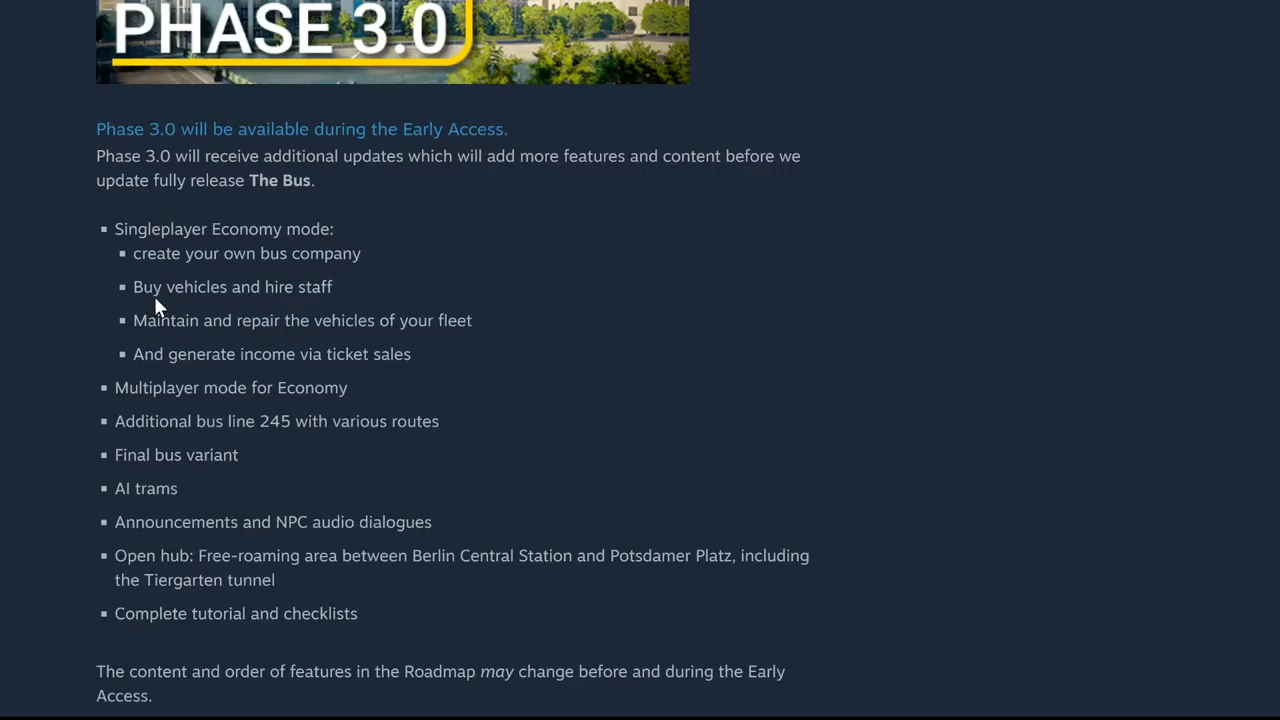 PHASE 3.0
Phase 3.0 will be available during the Early Access.
Phase 3.0 will receive additional updates which will add more features and content before we
update fully release The Bus.
Singleplayer Economy mode:
create your own bus company
Buy vehicles and hire staff
Maintain and repair the vehicles of your fleet
And generate income via ticket sales
Multiplayer mode for Economy
Additional bus line 245 with various routes
Final bus variant
AI trams
Announcements and NPC audio dialogues
Open hub: Free-roaming area between Berlin Central Station and Potsdamer Platz, including
the Tiergarten tunnel
Complete tutorial and checklists
The content and order of features in the Roadmap may change before and during the Early
Access.